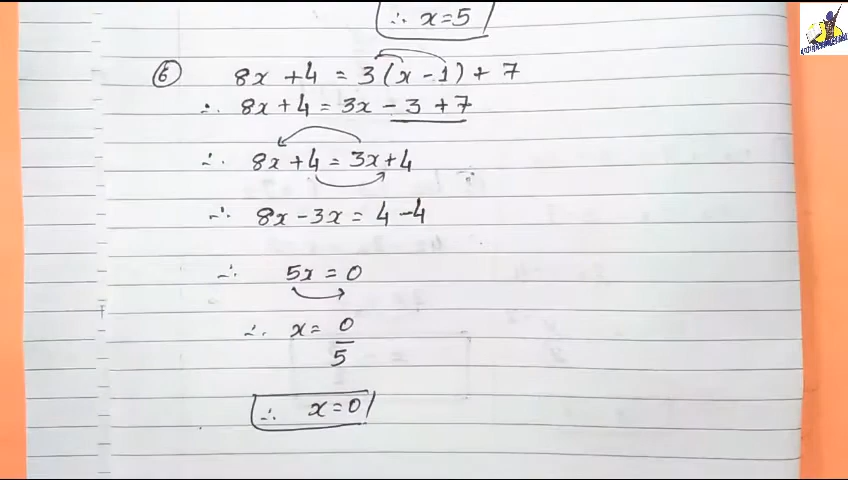 ∴ x=5
⑥ 8x + 4 = 3(x - 1) + 7
∴ 8x + 4 = 3x - 3 + 7
∴ 8x + 4 = 3x + 4
∴ 8x - 3x = 4 - 4
∴ 5x = 0
∴ x = 0/5
∴ x = 0